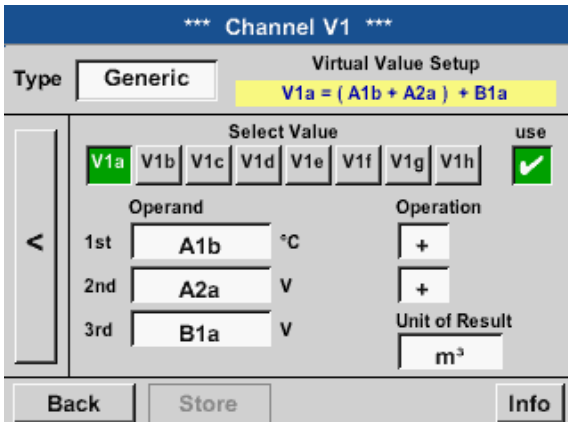 *** Channel V1 ***
Type Generic
Virtual Value Setup
V1a = ( A1b + A2a ) + B1a
Select Value use
V1a V1b V1c V1d V1e V1f V1g V1h
Operand Operation
< 1st A1b °C +
2nd A2a V +
3rd B1a V
Unit of Result
m³
Back Store Info